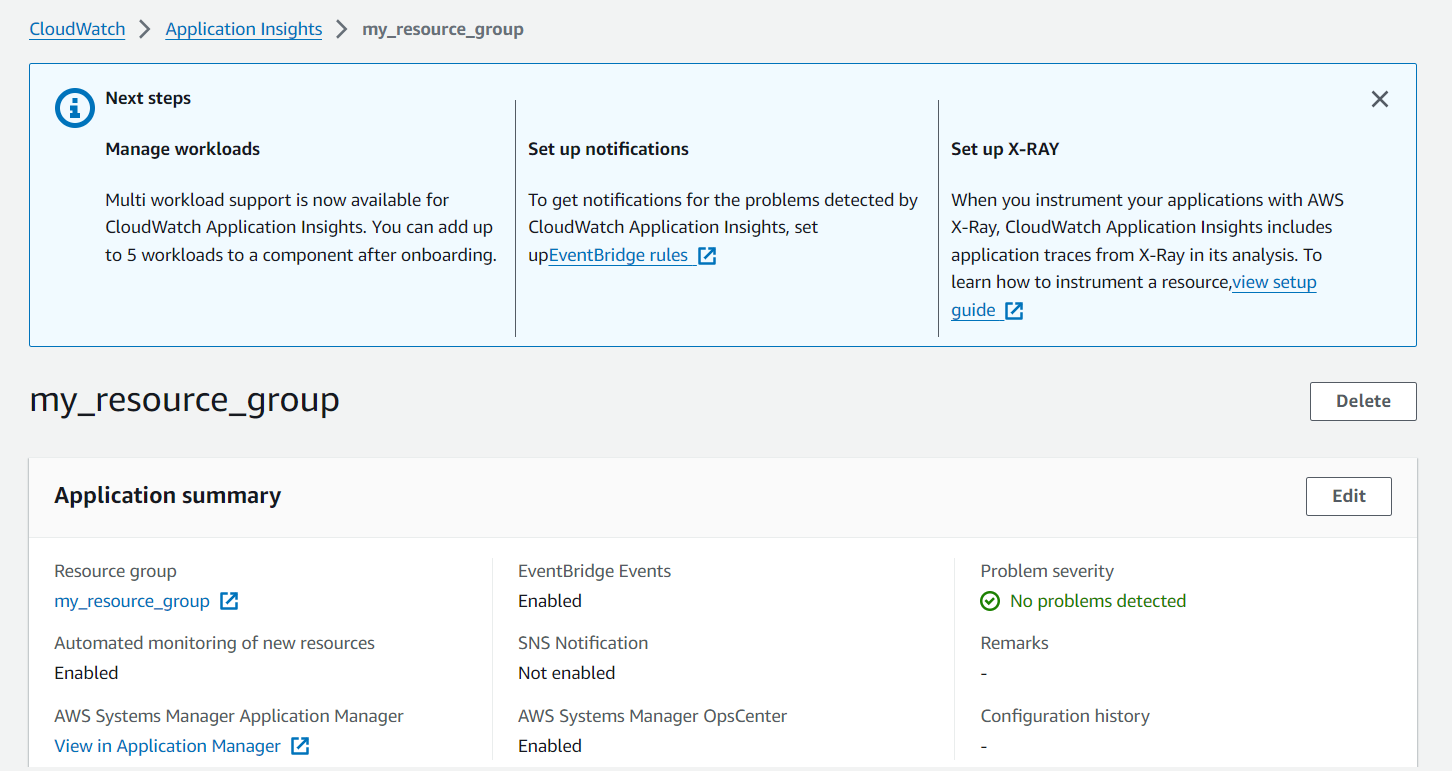 CloudWatch > Application Insights > my_resource_group
Next steps
Manage workloads
Multi workload support is now available for
CloudWatch Application Insights. You can add up
to 5 workloads to a component after onboarding.
Set up notifications
To get notifications for the problems detected by
CloudWatch Application Insights, set
upEventBridge rules
Set up X-RAY
When you instrument your applications with AWS
X-Ray, CloudWatch Application Insights includes
application traces from X-Ray in its analysis. To
learn how to instrument a resource,view setup
guide
my_resource_group
Delete
Application summary
Edit
Resource group
my_resource_group
Automated monitoring of new resources
Enabled
AWS Systems Manager Application Manager
View in Application Manager
EventBridge Events
Enabled
SNS Notification
Not enabled
AWS Systems Manager OpsCenter
Enabled
Problem severity
No problems detected
Remarks
-
Configuration history
-